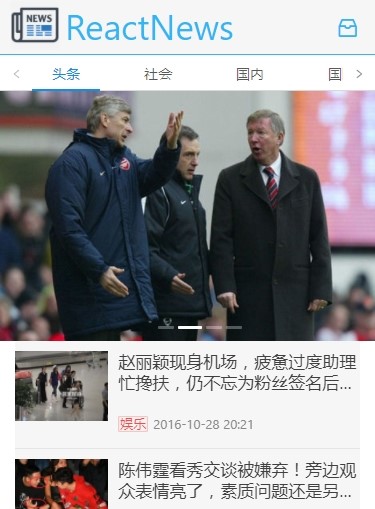 NEWS
ReactNews
头条 社会 国内 国
赵丽颖现身机场，疲惫过度助理
忙搀扶，仍不忘为粉丝签名后...
娱乐 2016-10-28 20:21
陈伟霆看秀交谈被嫌弃！旁边观
众表情亮了，素质问题还是另...